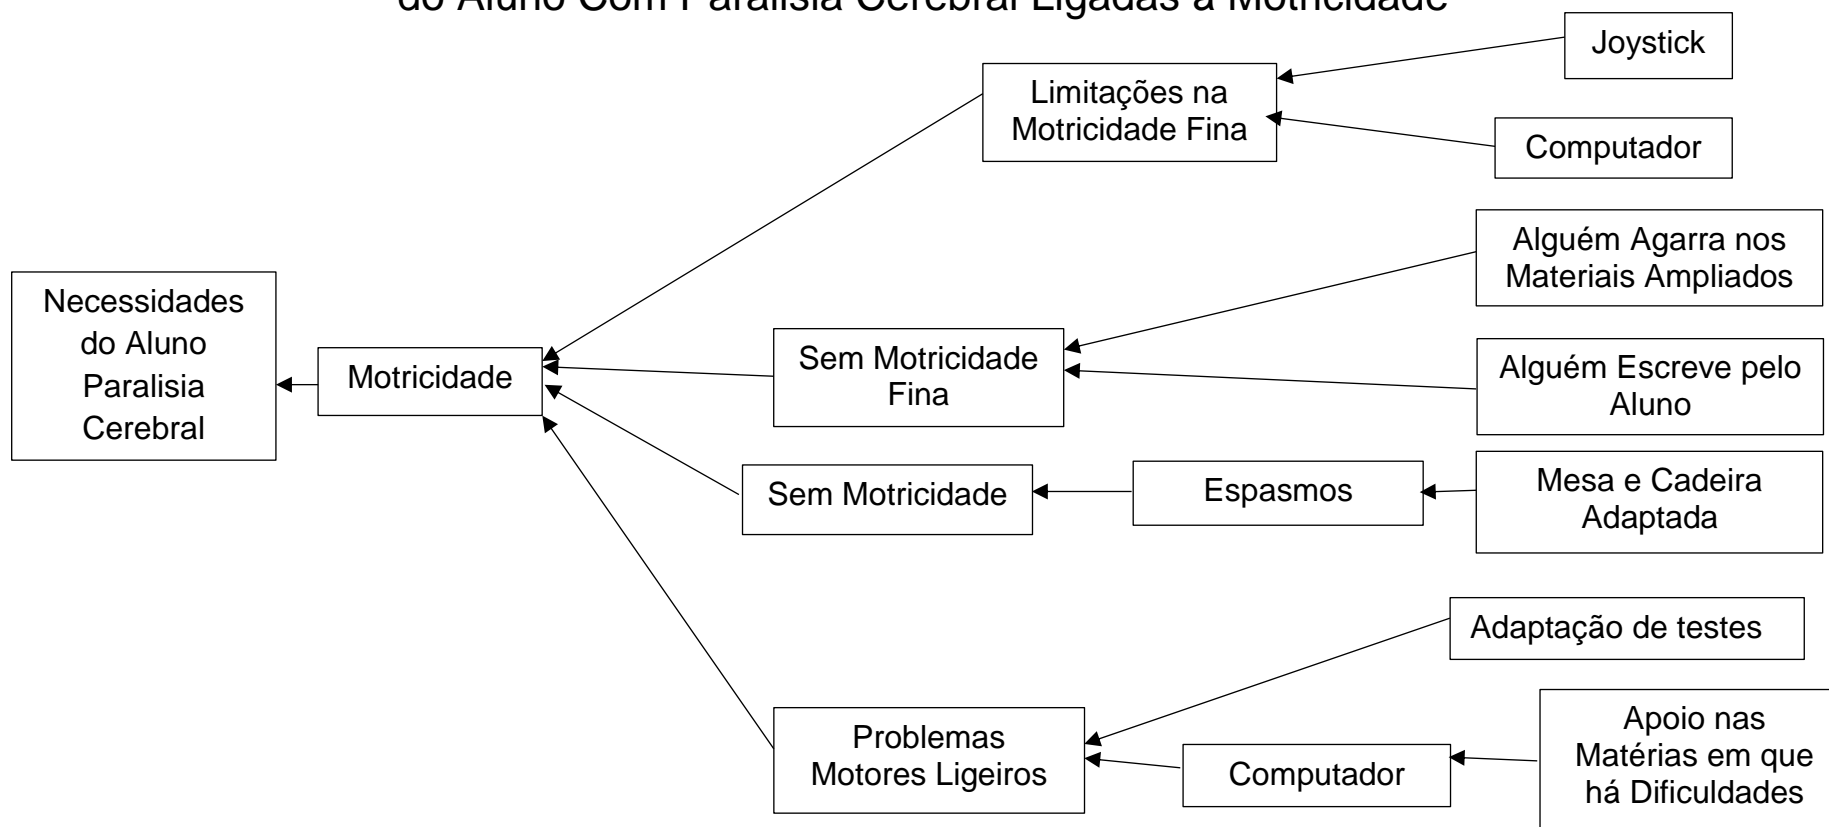 do Aluno Com Paralisia Cerebral Ligadas à Motricidade
Joystick
Limitações na
Motricidade Fina
Computador
Alguém Agarra nos
Materiais Ampliados
Necessidades
do Aluno
Paralisia
Cerebral
Motricidade
Sem Motricidade
Fina
Alguém Escreve pelo
Aluno
Sem Motricidade
Espasmos
Mesa e Cadeira
Adaptada
Adaptação de testes
Problemas
Motores Ligeiros
Computador
Apoio nas
Matérias em que
há Dificuldades